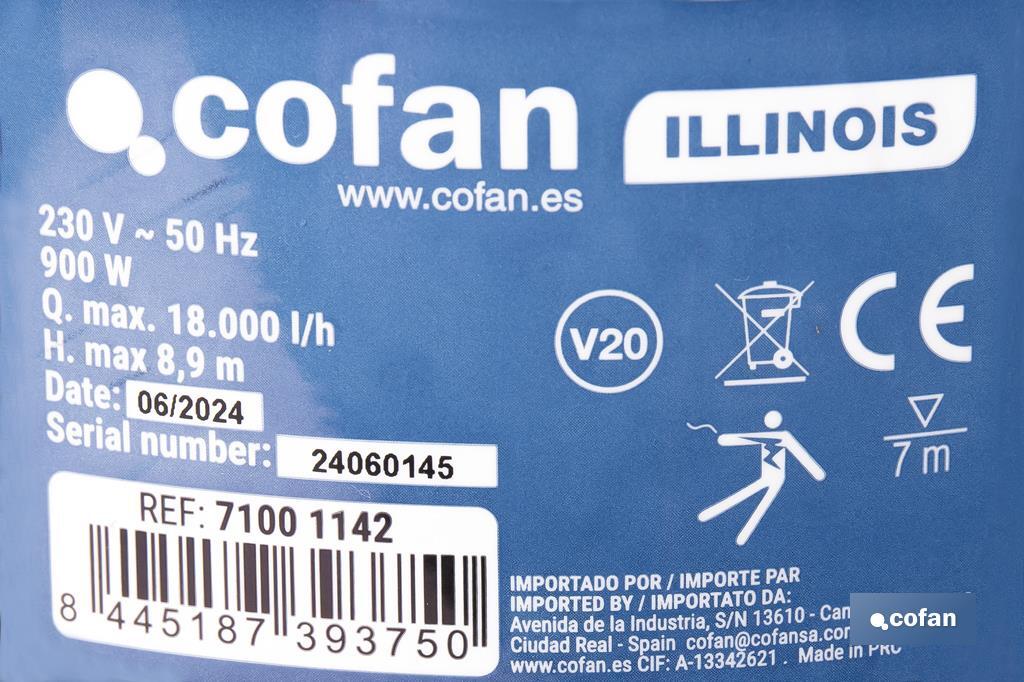 cofan
ILLINOIS
www.cofan.es
230 V ~ 50 Hz
900 W
Q. max. 18.000 l/h
H. max 8,9 m
Date: 06/2024
Serial number: 24060145
V20
CE
7 m
REF: 7100 1142
8 445187 393750
IMPORTADO POR / IMPORTE PAR
IMPORTED BY / IMPORTATO DA:
Avenida de la Industria, S/N 13610 -
Ciudad Real - Spain cofan@cofansa.com
www.cofan.es CIF: A-13342621 . Made in PRC
cofan